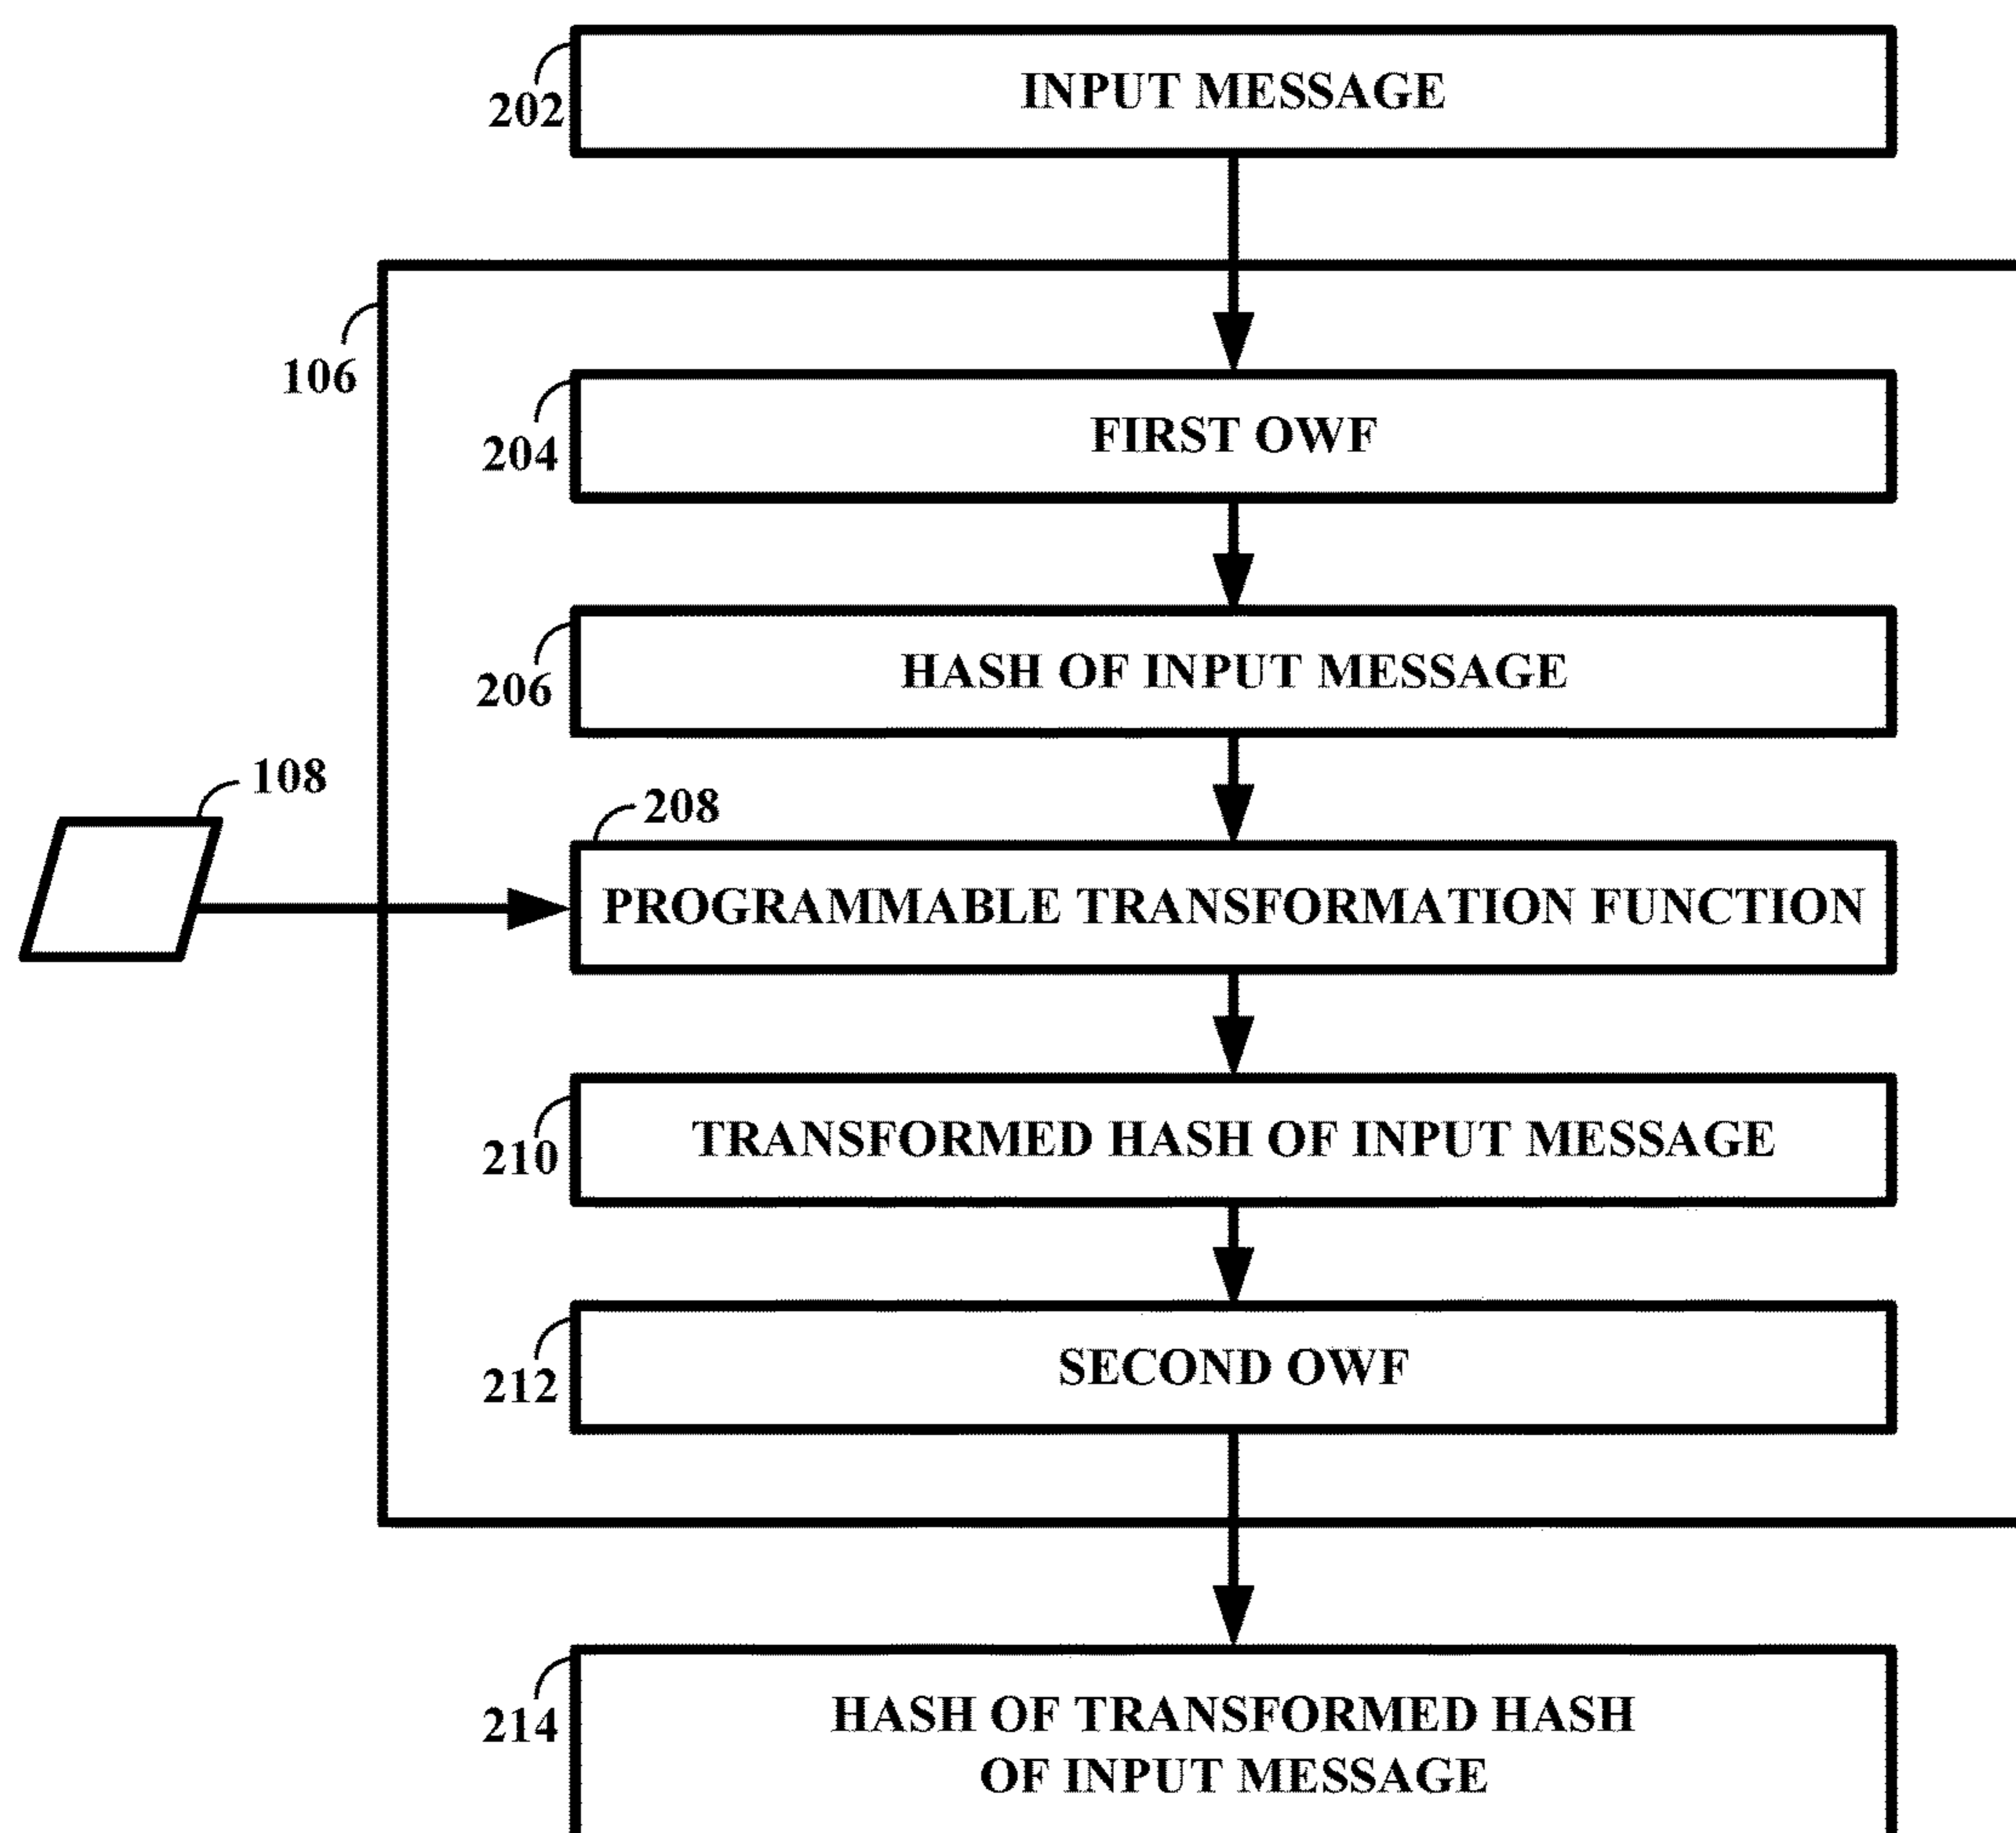 INPUT MESSAGE
202
106
FIRST OWF
204
HASH OF INPUT MESSAGE
206
108
208
PROGRAMMABLE TRANSFORMATION FUNCTION
TRANSFORMED HASH OF INPUT MESSAGE
210
SECOND OWF
212
HASH OF TRANSFORMED HASH
214
OF INPUT MESSAGE